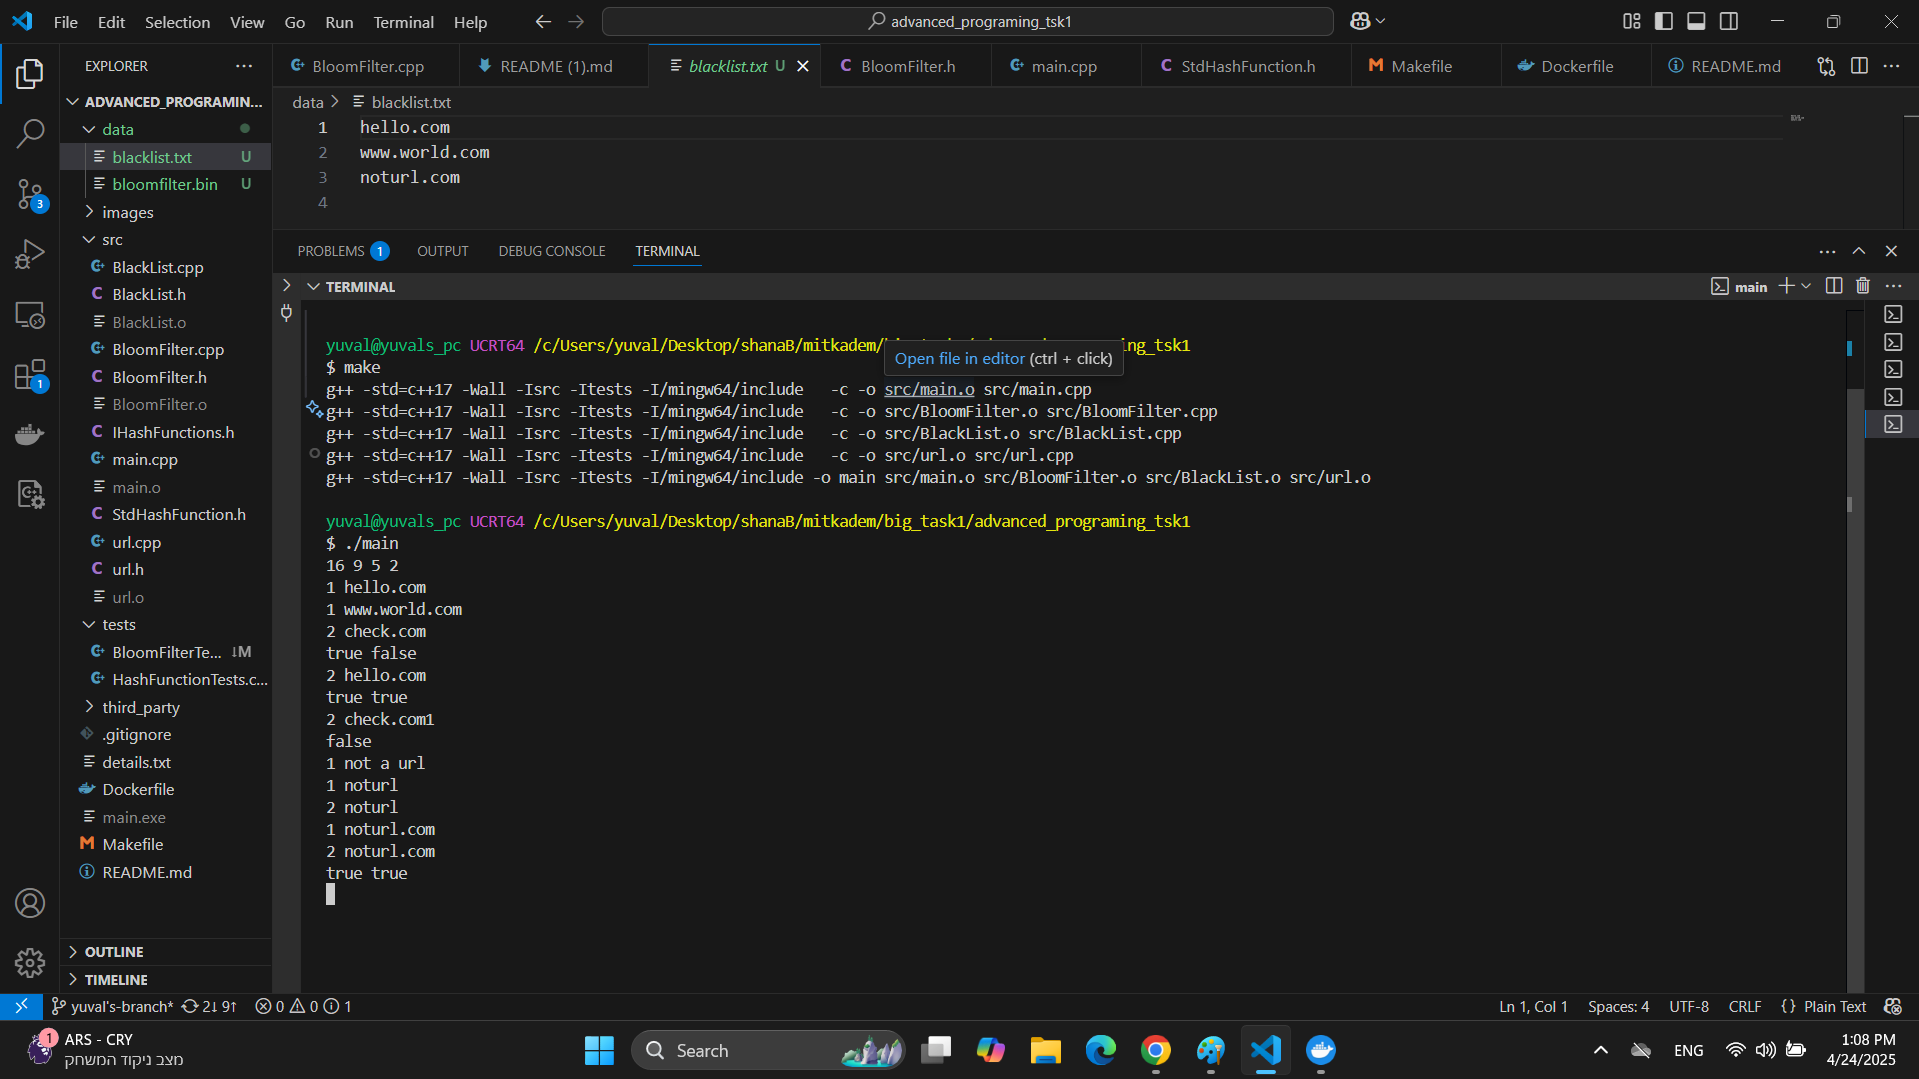 File Edit Selection View Go Run Terminal Help
advanced_programing_tsk1
EXPLORER
BloomFilter.cpp README (1).md blacklist.txt U BloomFilter.h main.cpp StdHashFunction.h Makefile Dockerfile README.md
data > blacklist.txt
1 hello.com
2 www.world.com
3 noturl.com
4
ADVANCED_PROGRAMIN...
data
blacklist.txt U
bloomfilter.bin U
images
src
BlackList.cpp
BlackList.h
BlackList.o
BloomFilter.cpp
BloomFilter.h
BloomFilter.o
IHashFunctions.h
main.cpp
main.o
StdHashFunction.h
url.cpp
url.h
url.o
tests
BloomFilterTe... ↓M
HashFunctionTests.c...
third_party
.gitignore
details.txt
Dockerfile
main.exe
Makefile
README.md
OUTLINE
TIMELINE
3
1
PROBLEMS 1 OUTPUT DEBUG CONSOLE TERMINAL
TERMINAL
main
yuval@yuvals_pc UCRT64 /c/Users/yuval/Desktop/shanaB/mitkadem/ programing_tsk1
Open file in editor (ctrl + click)
$ make
g++ -std=c++17 -Wall -Isrc -Itests -I/mingw64/include -c -o src/main.o src/main.cpp
g++ -std=c++17 -Wall -Isrc -Itests -I/mingw64/include -c -o src/BloomFilter.o src/BloomFilter.cpp
g++ -std=c++17 -Wall -Isrc -Itests -I/mingw64/include -c -o src/BlackList.o src/BlackList.cpp
g++ -std=c++17 -Wall -Isrc -Itests -I/mingw64/include -c -o src/url.o src/url.cpp
g++ -std=c++17 -Wall -Isrc -Itests -I/mingw64/include -o main src/main.o src/BloomFilter.o src/BlackList.o src/url.o
yuval@yuvals_pc UCRT64 /c/Users/yuval/Desktop/shanaB/mitkadem/big_task1/advanced_programing_tsk1
$ ./main
16 9 5 2
1 hello.com
1 www.world.com
2 check.com
true false
2 hello.com
true true
2 check.com1
false
1 not a url
1 noturl
2 noturl
1 noturl.com
2 noturl.com
true true
yuval's-branch* 2↓ 9↑ 0 0 1
Ln 1, Col 1 Spaces: 4 UTF-8 CRLF {} Plain Text
1
ARS - CRY
מצב ניקוד המשחק
Search
ENG
1:08 PM
4/24/2025